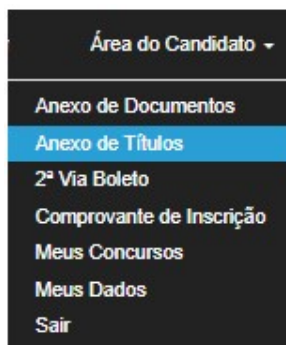 Área do Candidato
Anexo de Documentos
Anexo de Títulos
2ª Via Boleto
Comprovante de Inscrição
Meus Concursos
Meus Dados
Sair